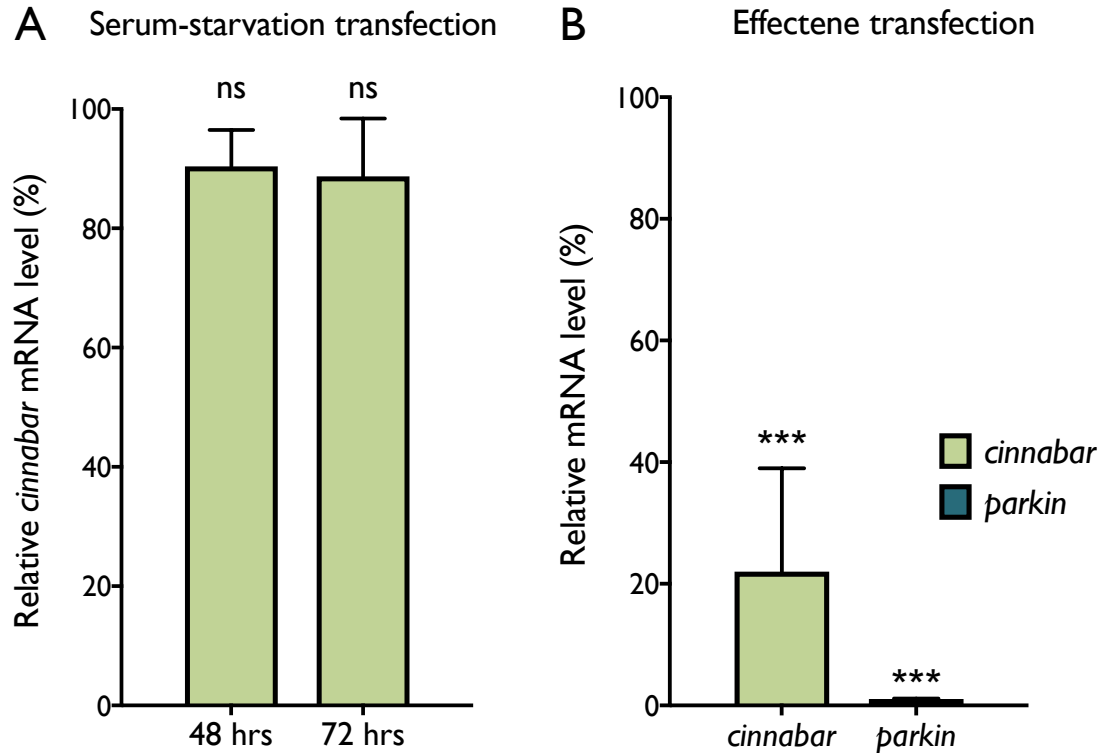 A Serum-starvation transfection
ns ns
Relative cinnabar mRNA level (%)
100
80
60
40
20
0
48 hrs 72 hrs
B Effectene transfection
Relative mRNA level (%)
100
80
60
40
20
0
***
***
cinnabar parkin
cinnabar
parkin